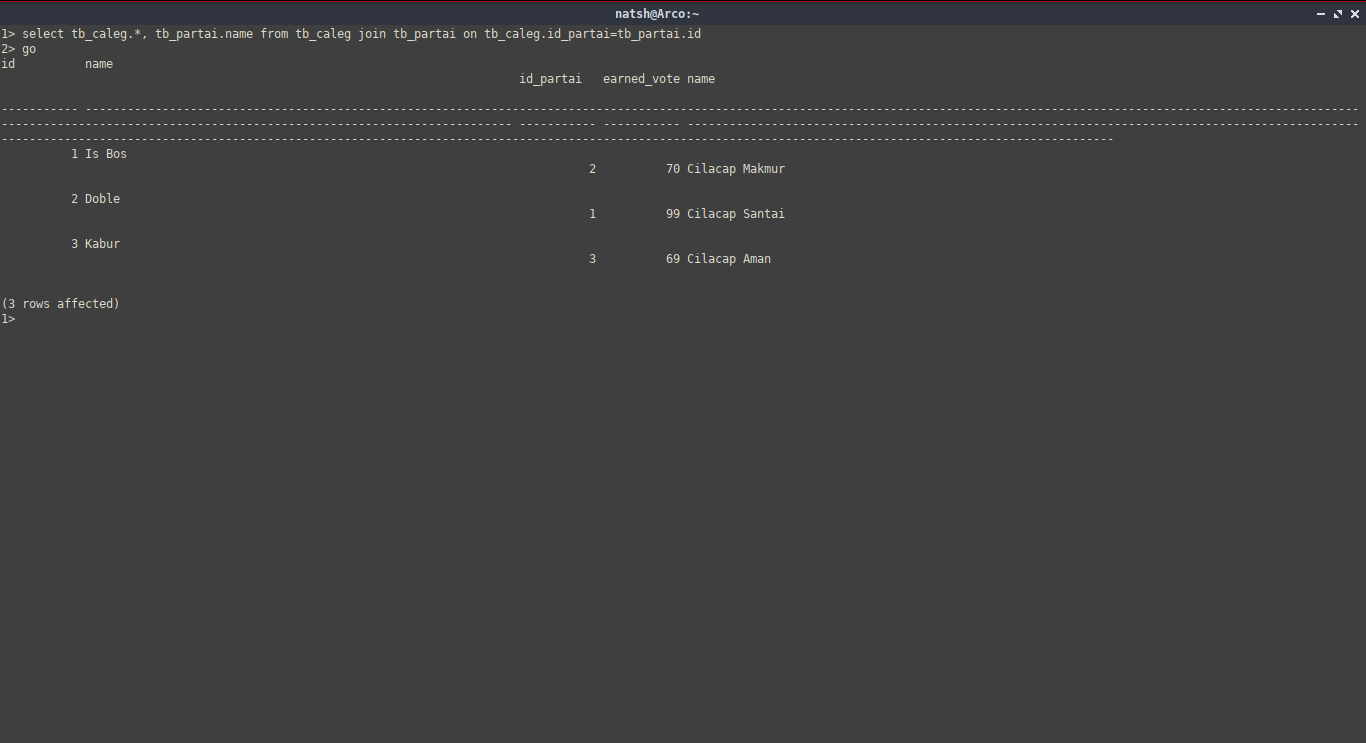 natsh@Arco:~
1> select tb_caleg.*, tb_partai.name from tb_caleg join tb_partai on tb_caleg.id_partai=tb_partai.id
2> go
id name
id_partai earned_vote name
----------- --------------------------------------------------------------------------------------------------------------------------------------------------------------------------------------
------------------------------------------------------------------------- ----------- ----------- ------------------------------------------------------------------------------------------------
---------------------------------------------------------------------------------------------------------------------------------------------------------------
1 Is Bos
2 70 Cilacap Makmur
2 Doble
1 99 Cilacap Santai
3 Kabur
3 69 Cilacap Aman
(3 rows affected)
1>